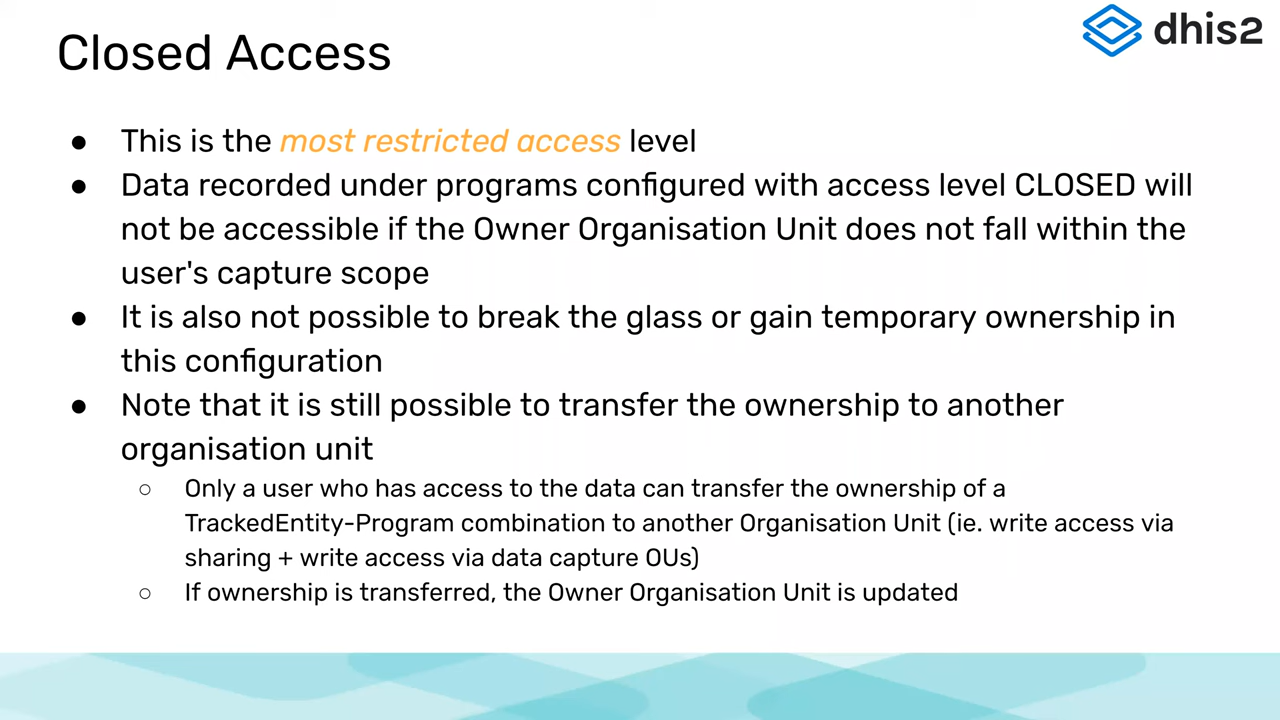 dhis2
Closed Access
● This is the most restricted access level
● Data recorded under programs configured with access level CLOSED will
not be accessible if the Owner Organisation Unit does not fall within the
user's capture scope
● It is also not possible to break the glass or gain temporary ownership in
this configuration
● Note that it is still possible to transfer the ownership to another
organisation unit
○ Only a user who has access to the data can transfer the ownership of a
TrackedEntity-Program combination to another Organisation Unit (ie. write access via
sharing + write access via data capture OUs)
○ If ownership is transferred, the Owner Organisation Unit is updated